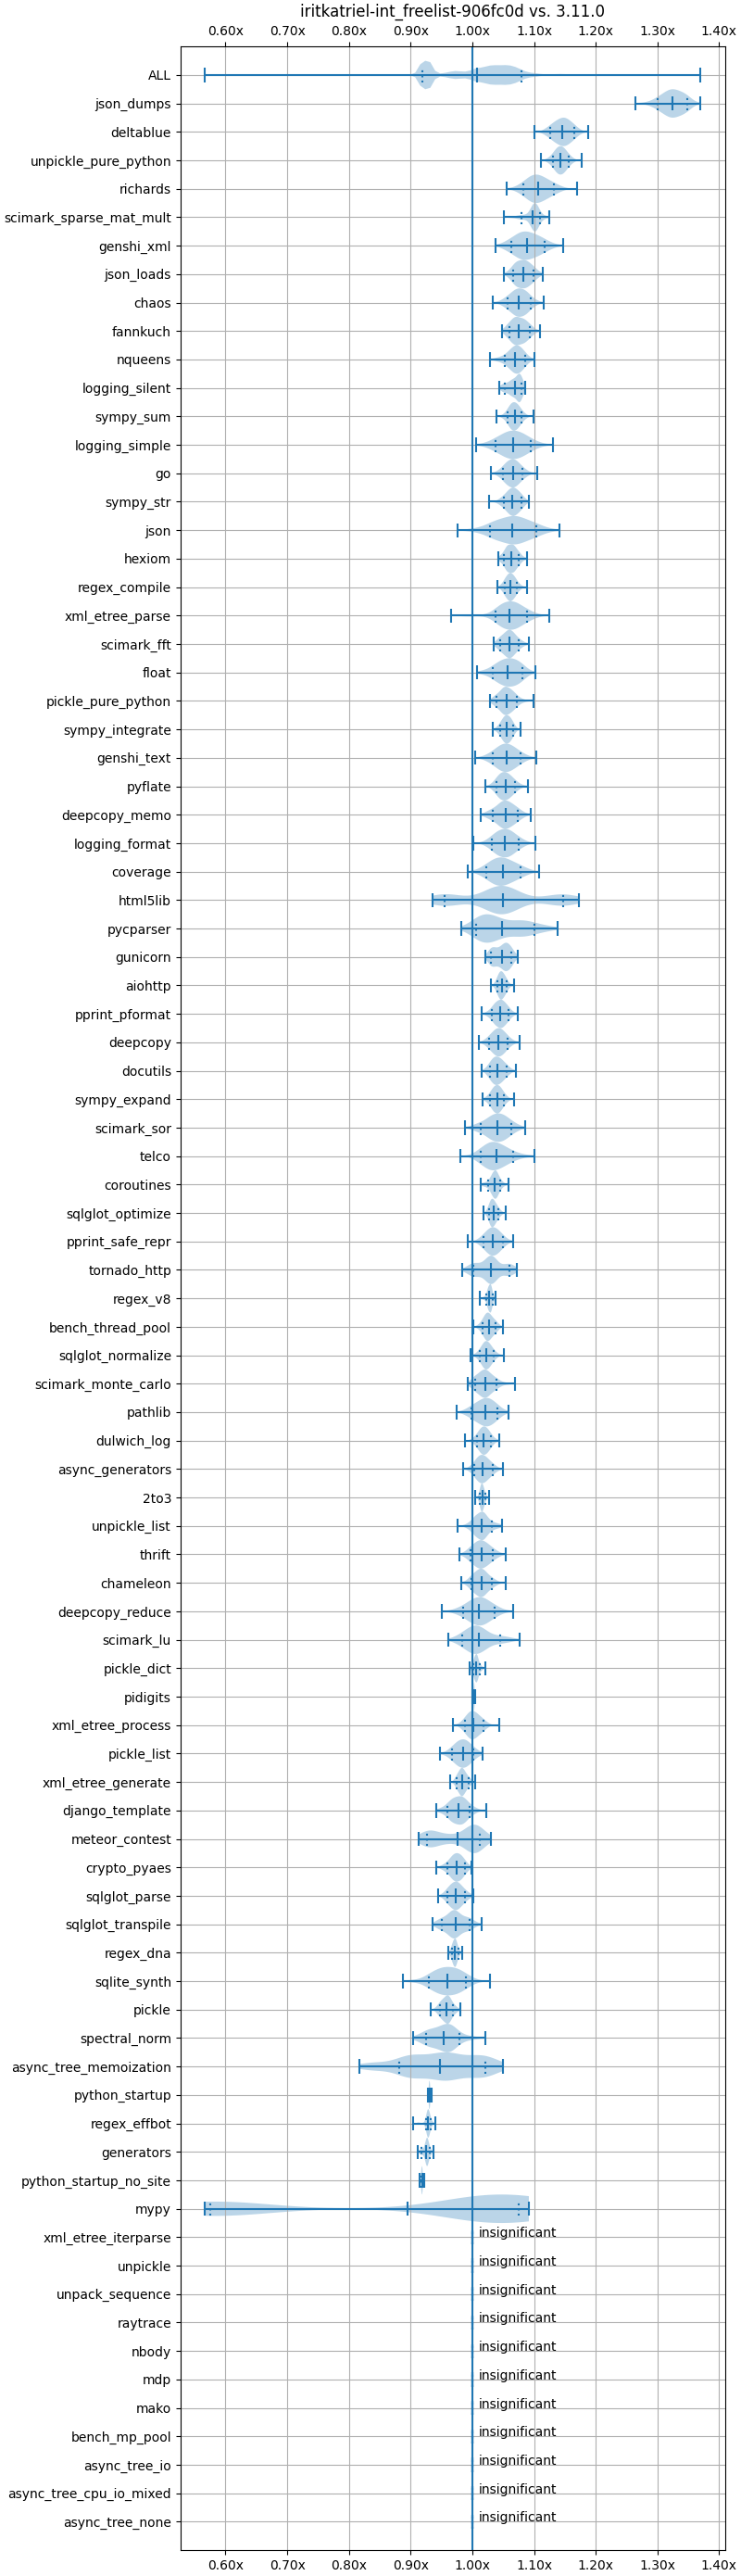 iritkatriel-int_freelist-906fc0d vs. 3.11.0
0.60x 0.70x 0.80x 0.90x 1.00x 1.10x 1.20x 1.30x 1.40x
ALL
json_dumps
deltablue
unpickle_pure_python
richards
scimark_sparse_mat_mult
genshi_xml
json_loads
chaos
fannkuch
nqueens
logging_silent
sympy_sum
logging_simple
go
sympy_str
json
hexiom
regex_compile
xml_etree_parse
scimark_fft
float
pickle_pure_python
sympy_integrate
genshi_text
pyflate
deepcopy_memo
logging_format
coverage
html5lib
pycparser
gunicorn
aiohttp
pprint_pformat
deepcopy
docutils
sympy_expand
scimark_sor
telco
coroutines
sqlglot_optimize
pprint_safe_repr
tornado_http
regex_v8
bench_thread_pool
sqlglot_normalize
scimark_monte_carlo
pathlib
dulwich_log
async_generators
2to3
unpickle_list
thrift
chameleon
deepcopy_reduce
scimark_lu
pickle_dict
pidigits
xml_etree_process
pickle_list
xml_etree_generate
django_template
meteor_contest
crypto_pyaes
sqlglot_parse
sqlglot_transpile
regex_dna
sqlite_synth
pickle
spectral_norm
async_tree_memoization
python_startup
regex_effbot
generators
python_startup_no_site
mypy
xml_etree_iterparse insignificant
unpickle insignificant
unpack_sequence insignificant
raytrace insignificant
nbody insignificant
mdp insignificant
mako insignificant
bench_mp_pool insignificant
async_tree_io insignificant
async_tree_cpu_io_mixed insignificant
async_tree_none insignificant
0.60x 0.70x 0.80x 0.90x 1.00x 1.10x 1.20x 1.30x 1.40x